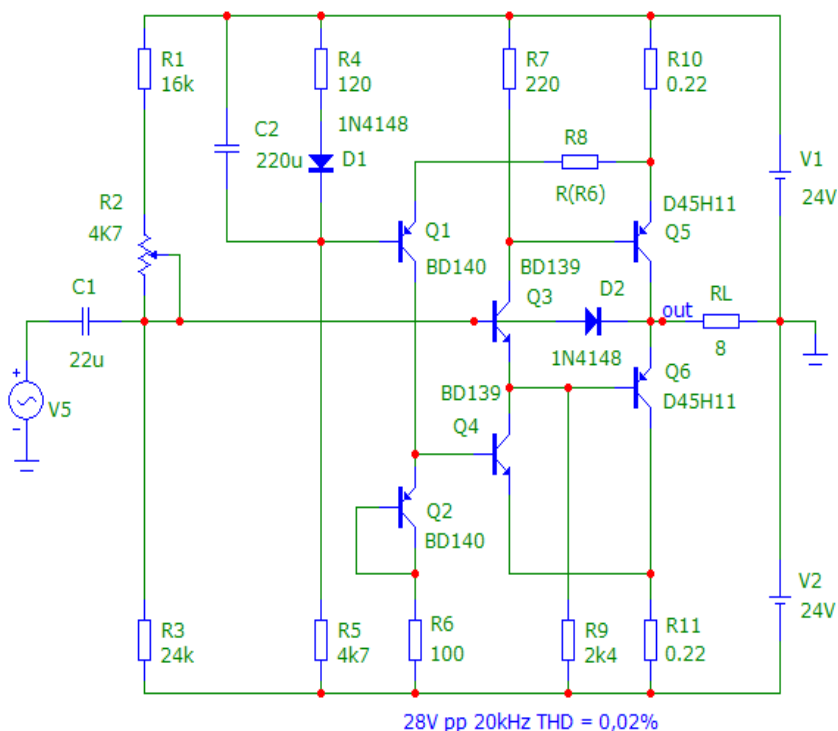 R1
16k
R4
120
R7
220
R10
0.22
1N4148
C2
220u
D1
R8
R(R6)
V1
24V
R2
4K7
Q1
BD140
D45H11
Q5
BD139
Q3
D2
C1
22u
out
RL
8
1N4148
Q6
D45H11
+
V5
-
BD139
Q4
Q2
BD140
V2
24V
R3
24k
R5
4k7
R6
100
R9
2k4
R11
0.22
28V pp 20kHz THD = 0,02%